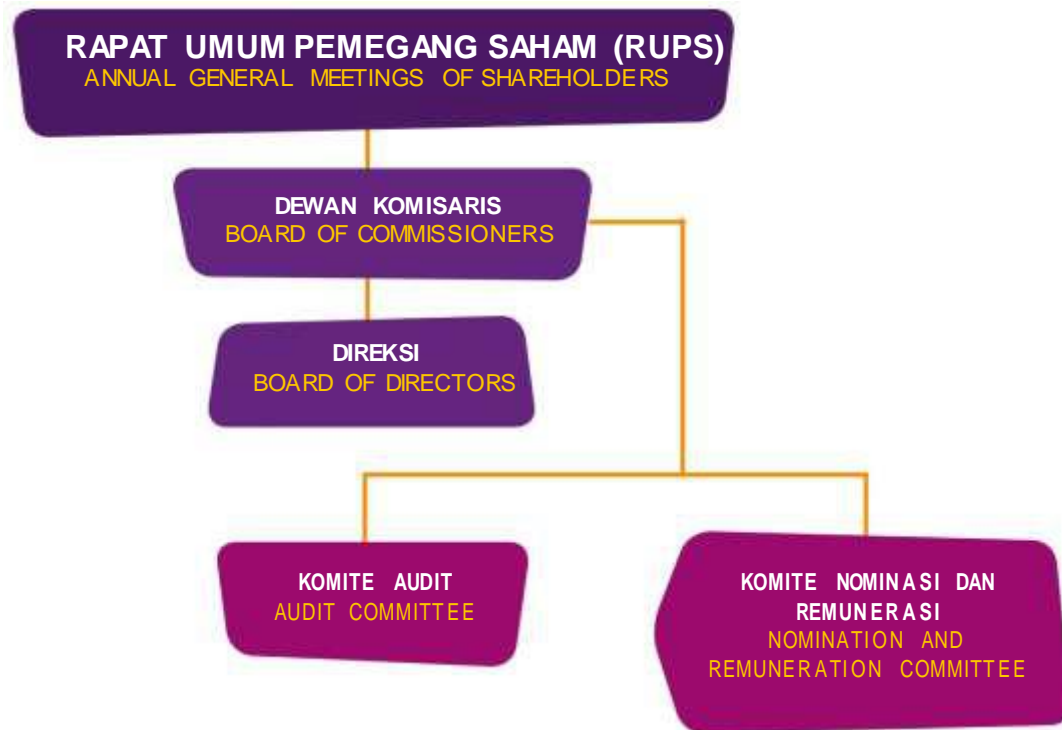 RAPAT UMUM PEMEGANG SAHAM (RUPS)
ANNUAL GENERAL MEETINGS OF SHAREHOLDERS
DEWAN KOMISARIS
BOARD OF COMMISSIONERS
DIREKSI
BOARD OF DIRECTORS
KOMITE AUDIT
AUDIT COMMITTEE
KOMITE NOMINASI DAN
REMUNERASI
NOMINATION AND
REMUNERATION COMMITTEE